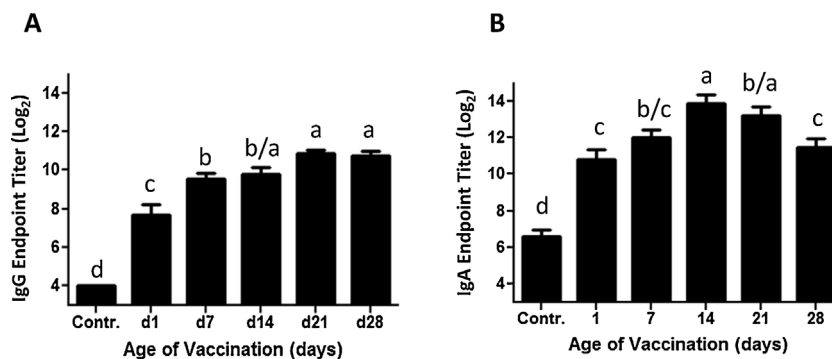 A
IgG Endpoint Titer (Log₂)
14
12
10
8
6
4
d
c
b
b/a
a
a
Contr.
d1
d7
d14
d21
d28
Age of Vaccination (days)
B
IgA Endpoint Titer (Log₂)
14
12
10
8
6
4
d
c
b/c
a
b/a
c
Contr.
1
7
14
21
28
Age of Vaccination (days)